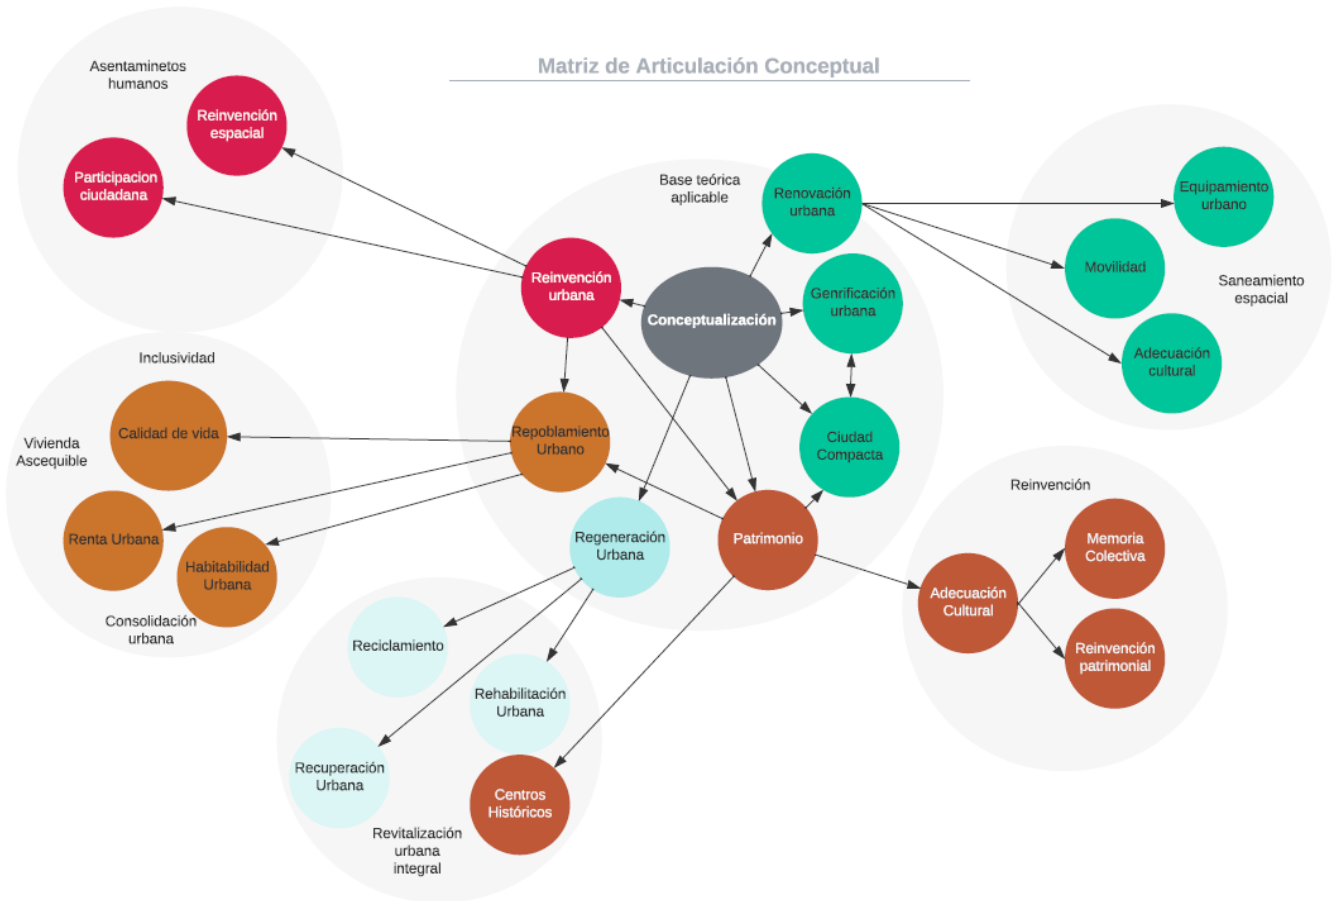 Matriz de Articulación Conceptual
Asentaminetos
humanos
Reinvención
espacial
Participacion
ciudadana
Base teórica
aplicable
Renovación
urbana
Equipamiento
urbano
Movilidad
Saneamiento
espacial
Adecuación
cultural
Reinvención
urbana
Conceptualización
Genrificación
urbana
Inclusividad
Calidad de vida
Vivienda
Ascequible
Renta Urbana
Habitabilidad
Urbana
Consolidación
urbana
Repoblamiento
Urbano
Ciudad
Compacta
Regeneración
Urbana
Patrimonio
Reinvención
Memoria
Colectiva
Adecuación
Cultural
Reinvención
patrimonial
Reciclamiento
Rehabilitación
Urbana
Recuperación
Urbana
Centros
Históricos
Revitalización
urbana
integral